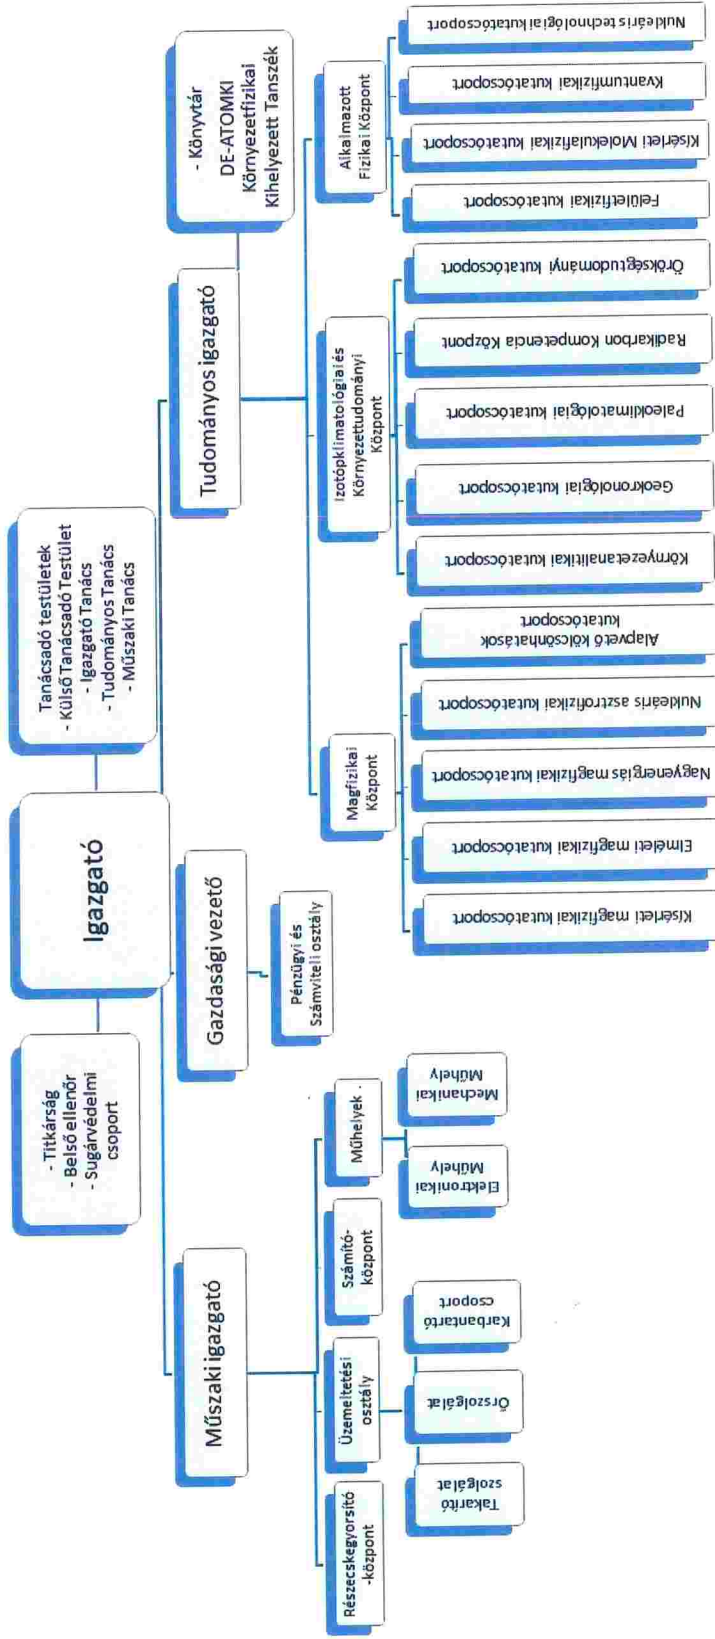 Igazgató
- Titkárság
- Belső ellenőr
- Sugárvédelmi
csoport
Tanácsadó testületek
- Külső Tanácsadó Testület
- Igazgató Tanács
- Tudományos Tanács
- Műszaki Tanács
Műszaki igazgató
Gazdasági vezető
Tudományos igazgató
- Könyvtár
DE-ATOMKI
Környezetfizikai
Kihelyezett Tanszék
Részecskegyorsító
-központ
Üzemeltetési
osztály
Számító-
központ
Műhelyek
Pénzügyi és
Számviteli osztály
Magfizikai
Központ
Izotópklimatológiai és
Környezettudományi
Központ
Alkalmazott
Fizikai Központ
Takarító
szolgálat
Őrszolgálat
Karbantartó
csoport
Elektronikai
Műhely
Mechanikai
Műhely
Kísérleti magfizikai kutatócsoport
Elméleti magfizikai kutatócsoport
Nagyenergiás magfizikai kutatócsoport
Nukleáris asztrofizikai kutatócsoport
Alapvető kölcsönhatások
kutatócsoport
Környezetanalitikai kutatócsoport
Geokronológiai kutatócsoport
Paleoklimatológiai kutatócsoport
Radikarbon Kompetencia Központ
Örökségtudományi kutatócsoport
Felületfizikai kutatócsoport
Kísérleti Molekulafizikai kutatócsoport
Kvantumfizikai kutatócsoport
Nukleáris technológiai kutatócsoport